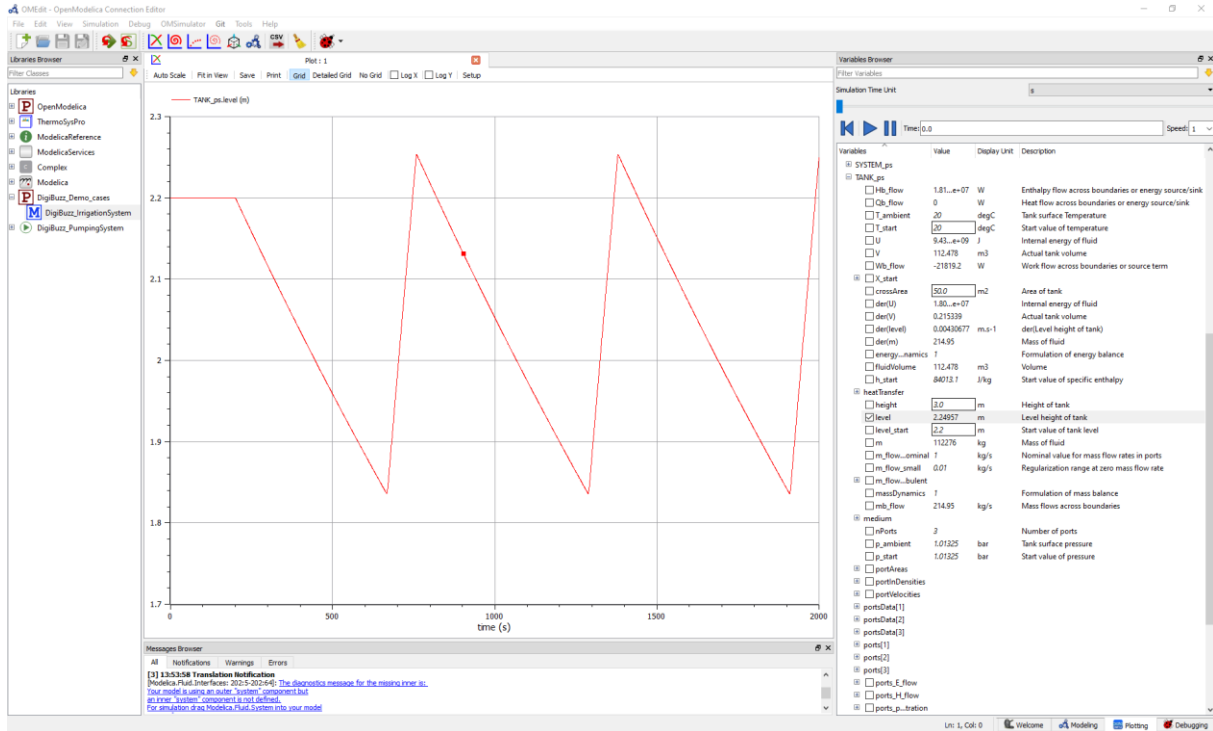 OMEdit - OpenModelica Connection Editor
File Edit View Simulation Debug OMSimulator Git Tools Help
CSV
Libraries Browser
Filter Classes
Libraries
P OpenModelica
ThermoSysPro
i ModelicaReference
ModelicaServices
C Complex
Modelica
P DigiBuzz_Demo_cases
M DigiBuzz_IrrigationSystem
DigiBuzz_PumpingSystem
Plot : 1
Auto Scale Fit in View Save Print Grid Detailed Grid No Grid Log X Log Y Setup
TANK_ps.level (m)
2.3
2.2
2.1
2
1.9
1.8
1.7
0 500 1000 1500 2000
time (s)
Messages Browser
All Notifications Warnings Errors
[3] 13:53:58 Translation Notification
[Modelica.Fluid.Interfaces: 202:5-202:64]: The diagnostics message for the missing inner is:
Your model is using an outer "system" component but
an inner "system" component is not defined.
For simulation drag Modelica.Fluid.System into your model
Variables Browser
Filter Variables
Simulation Time Unit s
Time: 0.0 Speed: 1
Variables Value Display Unit Description
SYSTEM_ps
TANK_ps
Hb_flow 1.81...e+07 W Enthalpy flow across boundaries or energy source/sink
Qb_flow 0 W Heat flow across boundaries or energy source/sink
T_ambient 20 degC Tank surface Temperature
T_start 20 degC Start value of temperature
U 9.43...e+09 J Internal energy of fluid
V 112.478 m3 Actual tank volume
Wb_flow -21819.2 W Work flow across boundaries or source term
X_start
crossArea 50.0 m2 Area of tank
der(U) 1.80...e+07 Internal energy of fluid
der(V) 0.215339 Actual tank volume
der(level) 0.00430677 m.s-1 der(Level height of tank)
der(m) 214.95 Mass of fluid
energy...namics 1 Formulation of energy balance
fluidVolume 112.478 m3 Volume
h_start 84013.1 J/kg Start value of specific enthalpy
heatTransfer
height 3.0 m Height of tank
level 2.24957 m Level height of tank
level_start 2.2 m Start value of tank level
m 112276 kg Mass of fluid
m_flow...ominal 1 kg/s Nominal value for mass flow rates in ports
m_flow_small 0.01 kg/s Regularization range at zero mass flow rate
m_flow...bulent
massDynamics 1 Formulation of mass balance
mb_flow 214.95 kg/s Mass flows across boundaries
medium
nPorts 3 Number of ports
p_ambient 1.01325 bar Tank surface pressure
p_start 1.01325 bar Start value of pressure
portAreas
portInDensities
portVelocities
portsData[1]
portsData[2]
portsData[3]
ports[1]
ports[2]
ports[3]
ports_E_flow
ports_H_flow
ports_p...tration
Ln: 1, Col: 0 Welcome Modeling Plotting Debugging